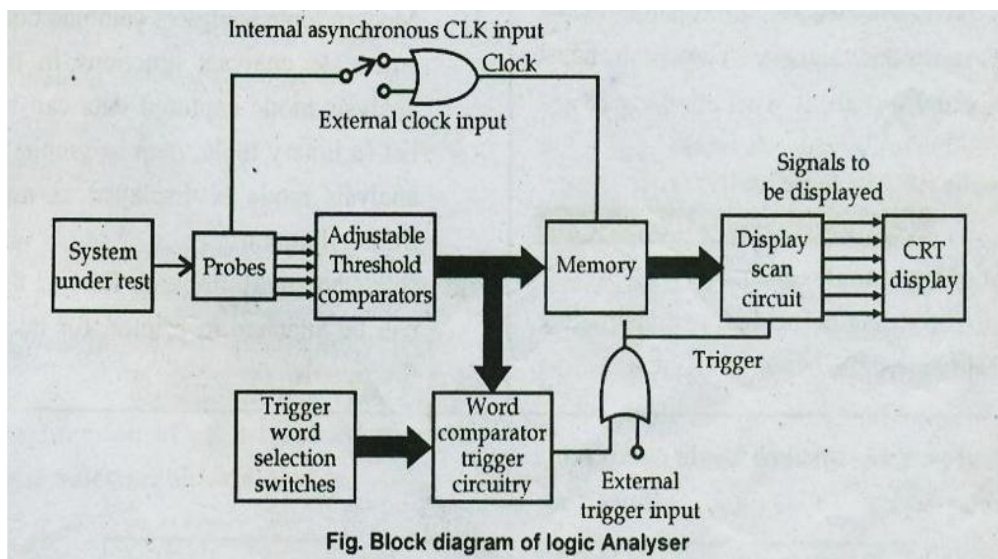 Internal asynchronous CLK input
Clock
External clock input
Signals to
be displayed
System
under test
Probes
Adjustable
Threshold
comparators
Memory
Display
scan
circuit
CRT
display
Trigger
Trigger
word
selection
switches
Word
comparator
trigger
circuitry
External
trigger input
Fig. Block diagram of logic Analyser